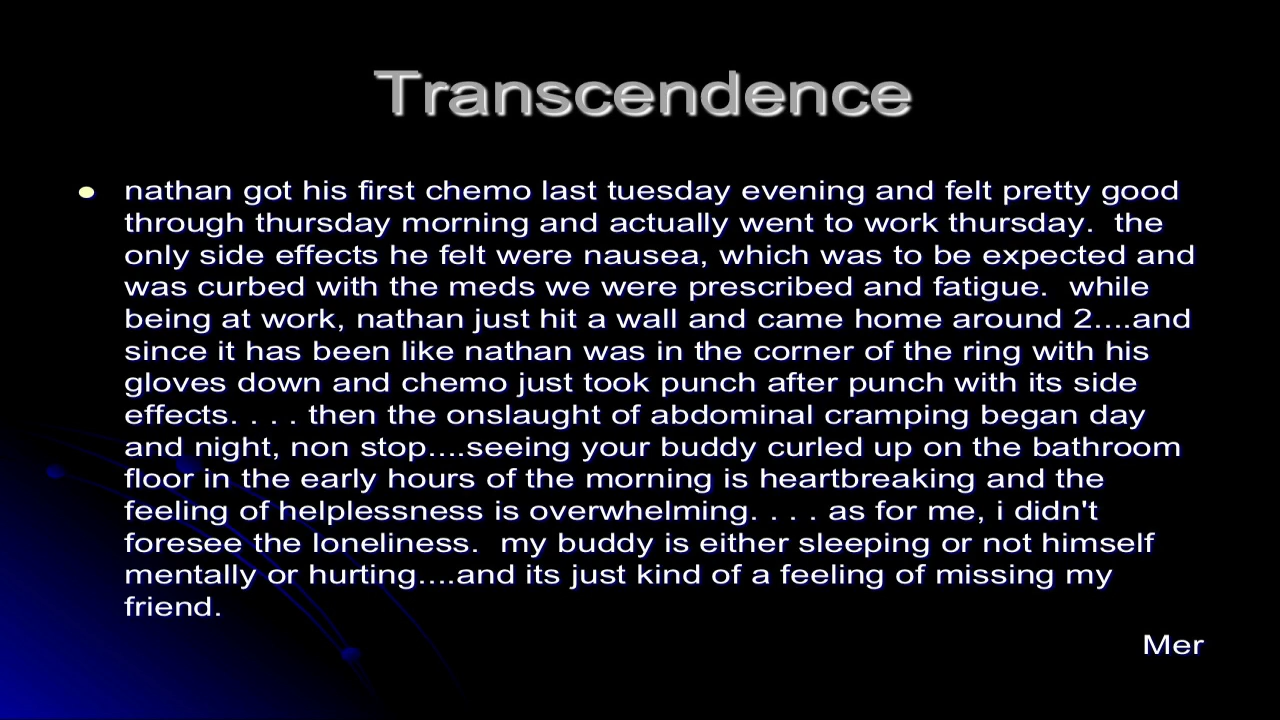 Transcendence
nathan got his first chemo last tuesday evening and felt pretty good
through thursday morning and actually went to work thursday.  the
only side effects he felt were nausea, which was to be expected and
was curbed with the meds we were prescribed and fatigue.  while
being at work, nathan just hit a wall and came home around 2....and
since it has been like nathan was in the corner of the ring with his
gloves down and chemo just took punch after punch with its side
effects. . . . then the onslaught of abdominal cramping began day
and night, non stop....seeing your buddy curled up on the bathroom
floor in the early hours of the morning is heartbreaking and the
feeling of helplessness is overwhelming. . . . as for me, i didn't
foresee the loneliness.  my buddy is either sleeping or not himself
mentally or hurting....and its just kind of a feeling of missing my
friend.
Mer